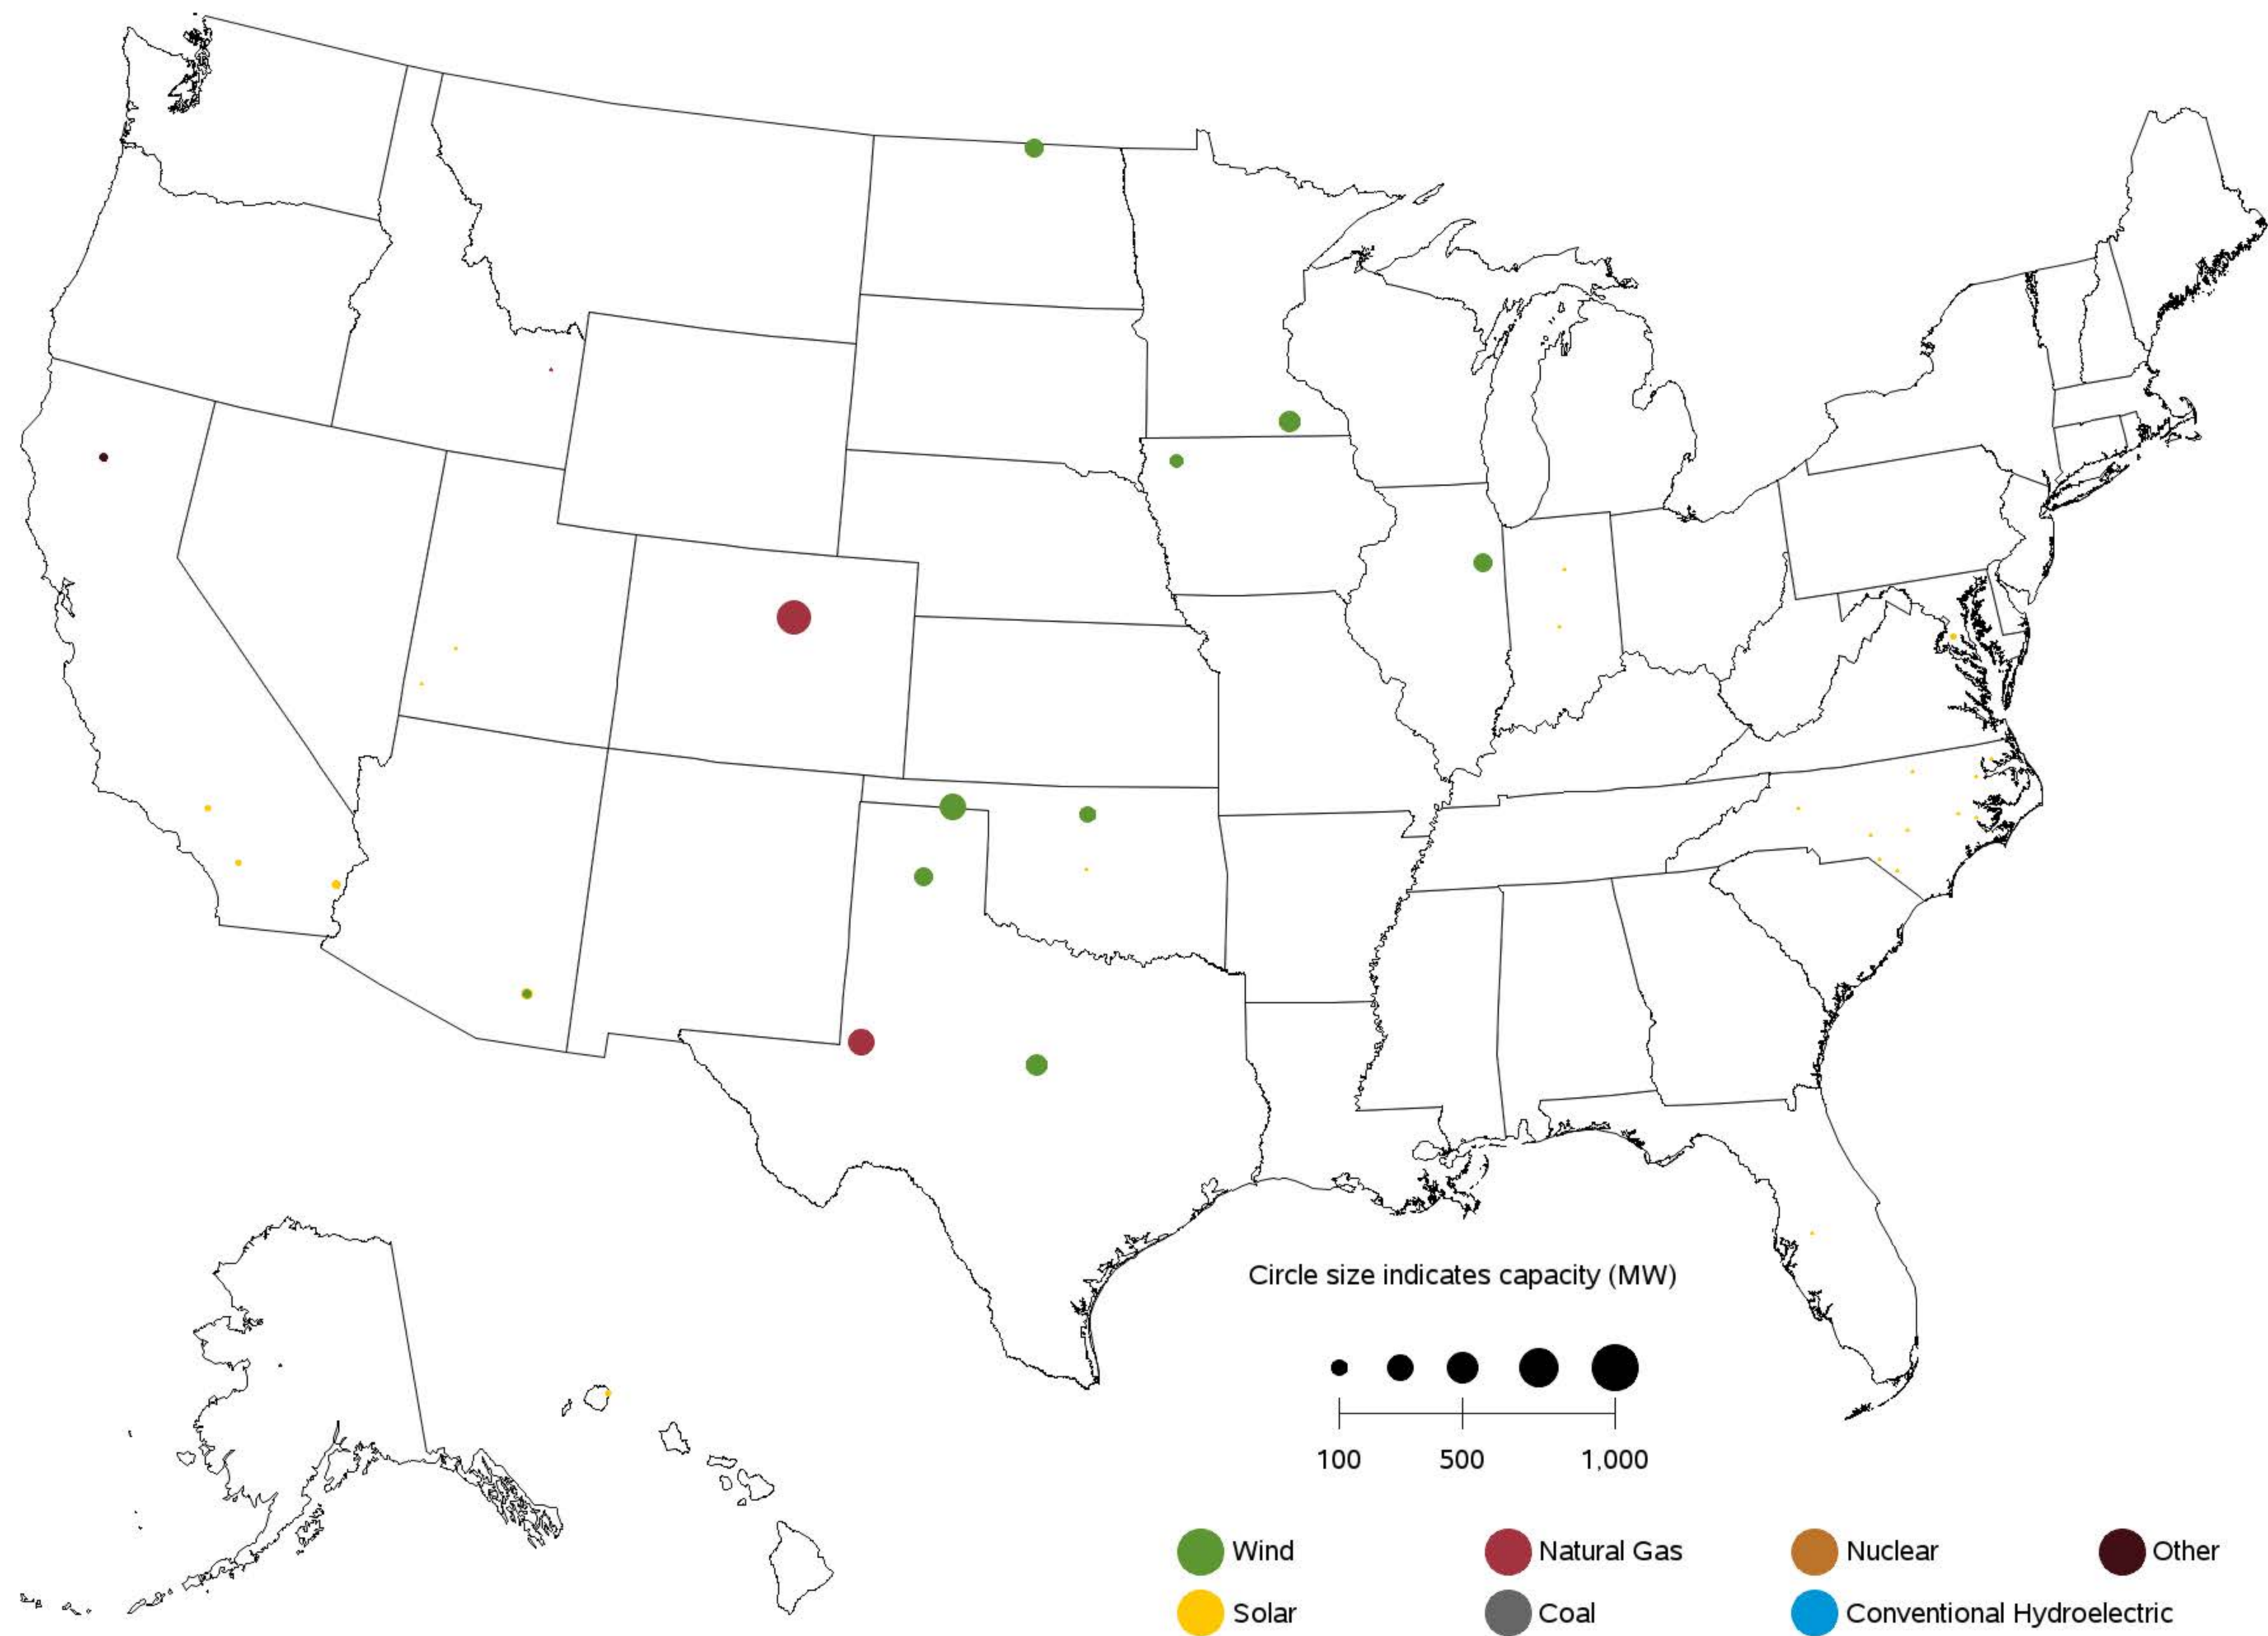 Circle size indicates capacity (MW)
100 500 1,000
Wind Natural Gas Nuclear Other
Solar Coal Conventional Hydroelectric